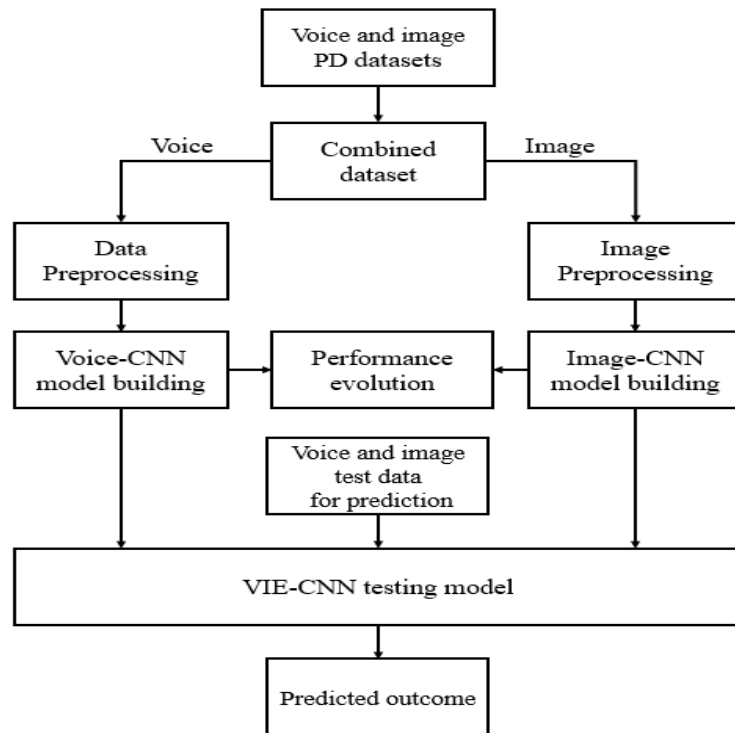 Voice and image
PD datasets
Voice
Combined
dataset
Image
Data
Preprocessing
Image
Preprocessing
Voice-CNN
model building
Performance
evolution
Image-CNN
model building
Voice and image
test data
for prediction
VIE-CNN testing model
Predicted outcome